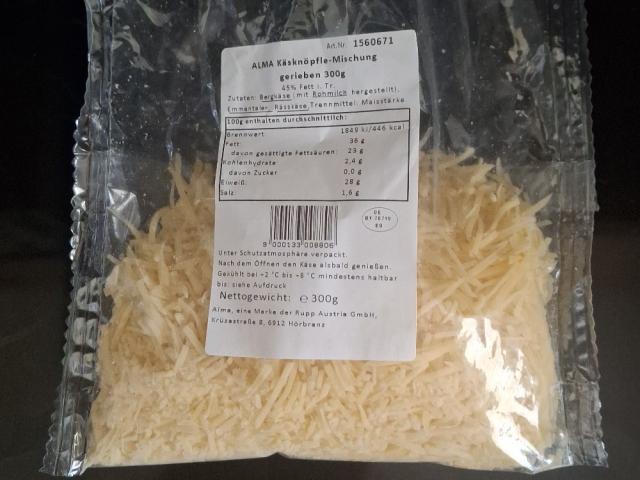 Art.Nr. 1560671
ALMA Käsknöpfle-Mischung
gerieben 300g
45% Fett i. Tr.
Zutaten: Bergkäse (mit Rohmilch hergestellt),
Emmentaler, Rässkäse, Trennmittel: Maisstärke
100g enthalten durchschnittlich:
Brennwert 1849 kJ/446 kcal
Fett: 36 g
davon gesättigte Fettsäuren: 23 g
Kohlenhydrate 2,4 g
davon Zucker 0,0 g
Eiweiß: 28 g
Salz: 1,6 g
9 000133 008806
Unter Schutzatmosphäre verpackt.
Nach dem Öffnen den Käse alsbald genießen.
Gekühlt bei +2 °C bis +8 °C mindestens haltbar
bis: siehe Aufdruck
Nettogewicht: e 300g
Alma, eine Marke der Rupp Austria GmbH,
Krüzastraße 8, 6912 Hörbranz